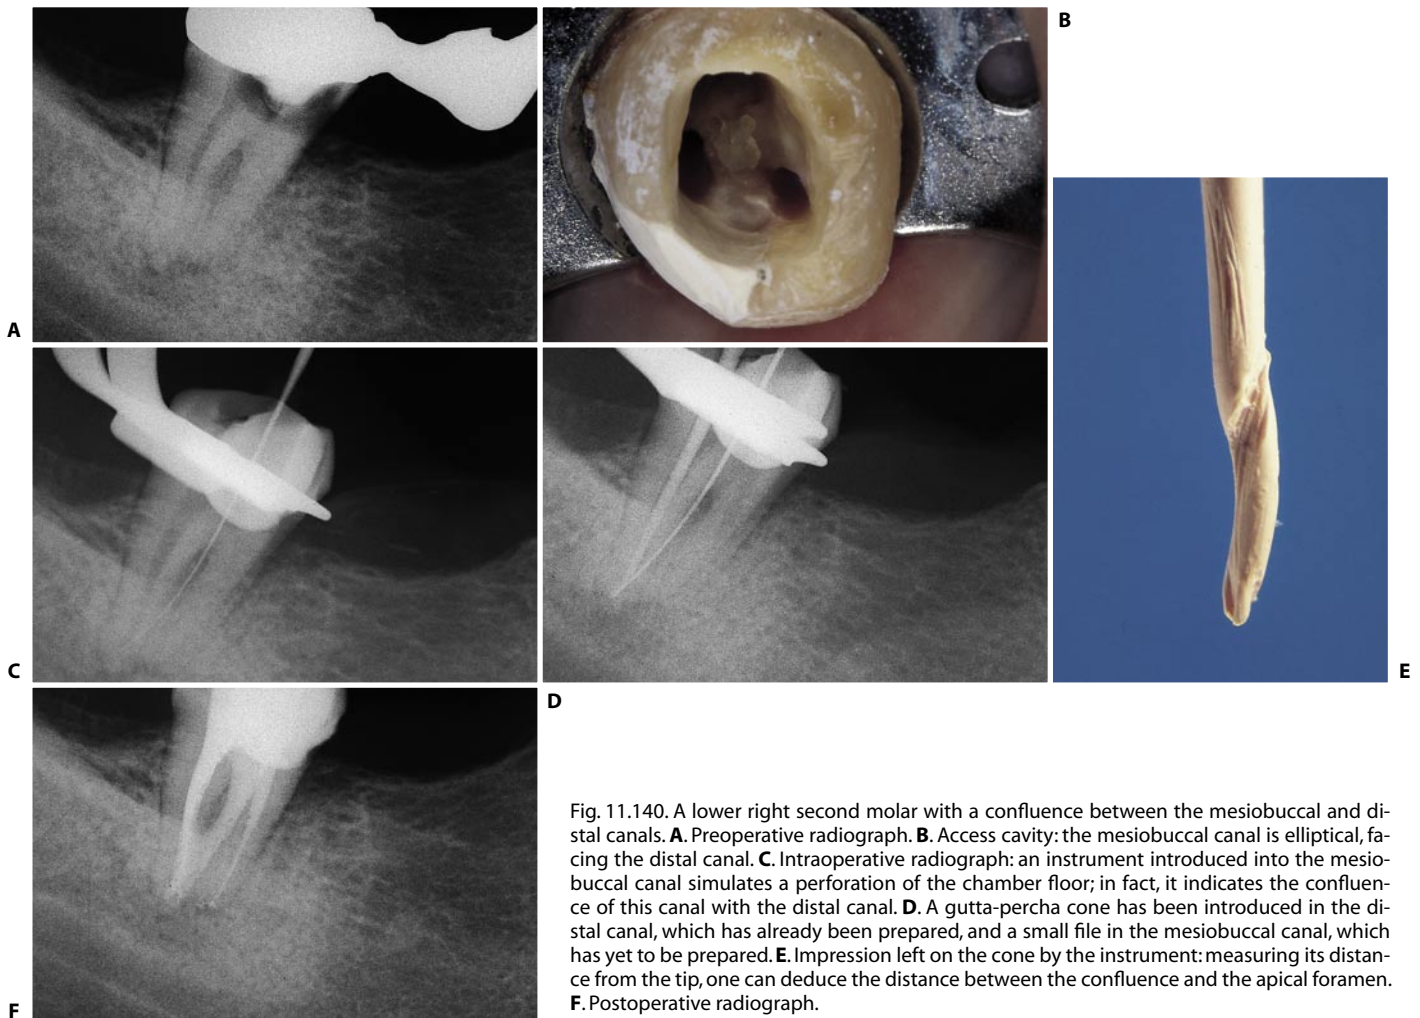 B
A
C
D
E
F
Fig. 11.140. A lower right second molar with a confluence between the mesiobuccal and di-
stal canals. A. Preoperative radiograph. B. Access cavity: the mesiobuccal canal is elliptical, fa-
cing the distal canal. C. Intraoperative radiograph: an instrument introduced into the mesio-
buccal canal simulates a perforation of the chamber floor; in fact, it indicates the confluen-
ce of this canal with the distal canal. D. A gutta-percha cone has been introduced in the di-
stal canal, which has already been prepared, and a small file in the mesiobuccal canal, which
has yet to be prepared. E. Impression left on the cone by the instrument: measuring its distan-
ce from the tip, one can deduce the distance between the confluence and the apical foramen.
F. Postoperative radiograph.